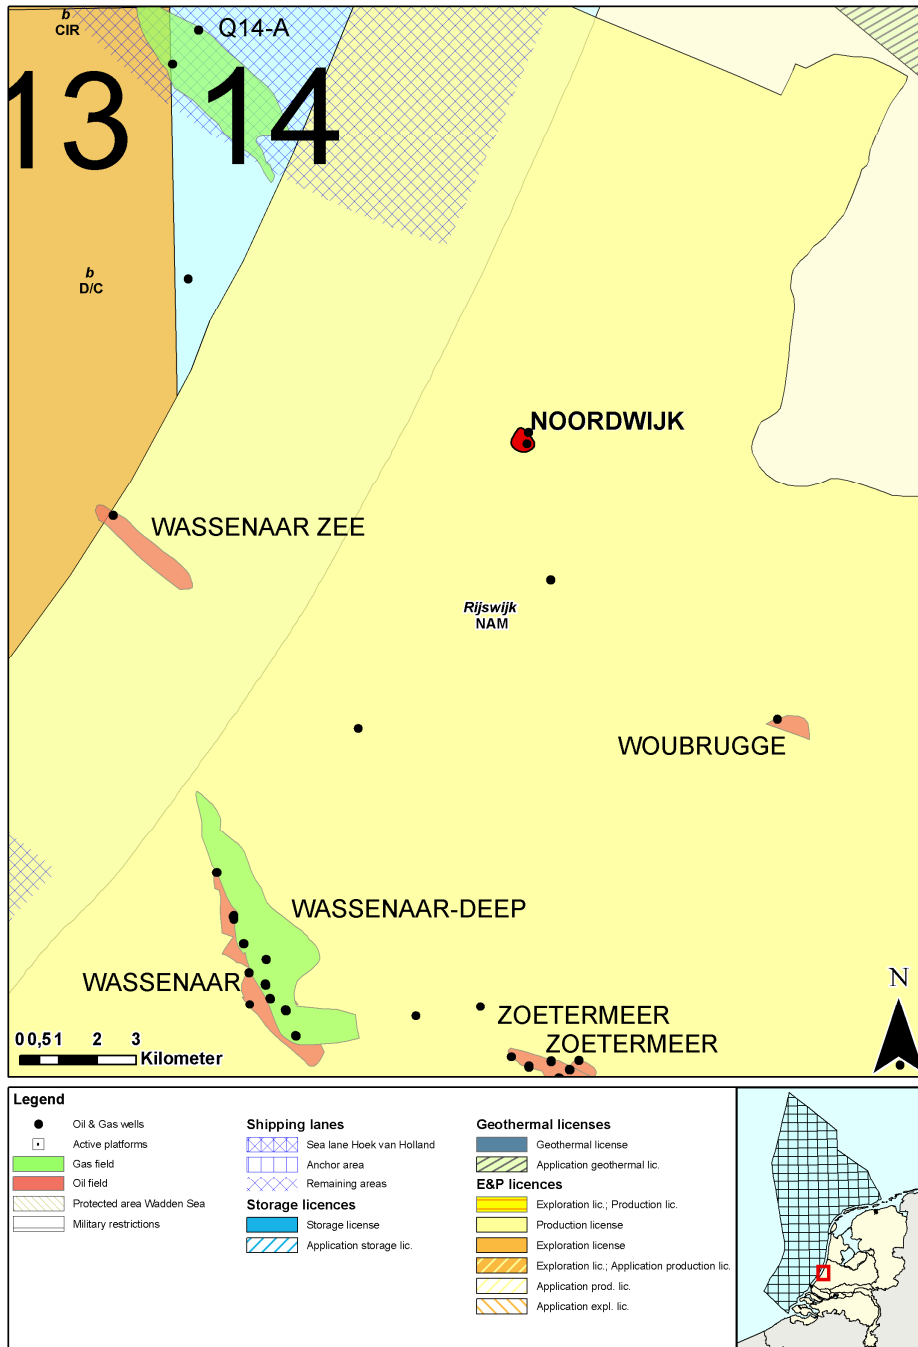 b
CIR
Q14-A
13
14
b
D/C
NOORDWIJK
WASSENAAR ZEE
Rijswijk
NAM
WOUBRUGGE
WASSENAAR-DEEP
WASSENAAR
ZOETERMEER
ZOETERMEER
N
0 0,5 1 2 3
Kilometer
Legend
Oil & Gas wells
Active platforms
Gas field
Oil field
Protected area Wadden Sea
Military restrictions
Shipping lanes
Sea lane Hoek van Holland
Anchor area
Remaining areas
Storage licences
Storage license
Application storage lic.
Geothermal licenses
Geothermal license
Application geothermal lic.
E&P licences
Exploration lic.; Production lic.
Production license
Exploration license
Exploration lic.; Application production lic.
Application prod. lic.
Application expl. lic.